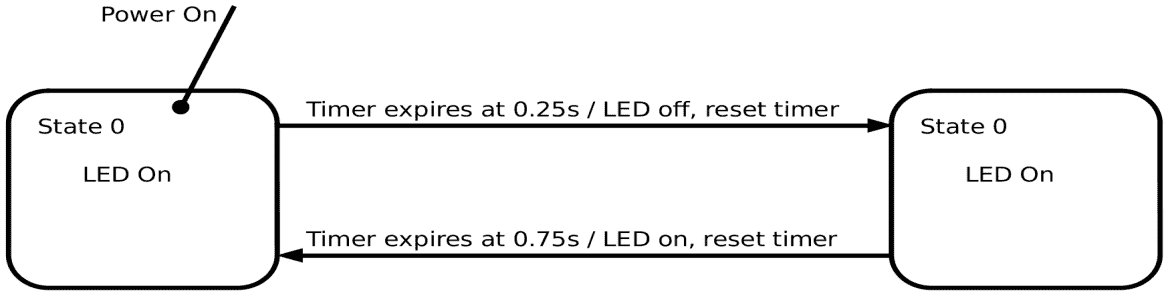 Power On
State 0
LED On
Timer expires at 0.25s / LED off, reset timer
Timer expires at 0.75s / LED on, reset timer
State 0
LED On